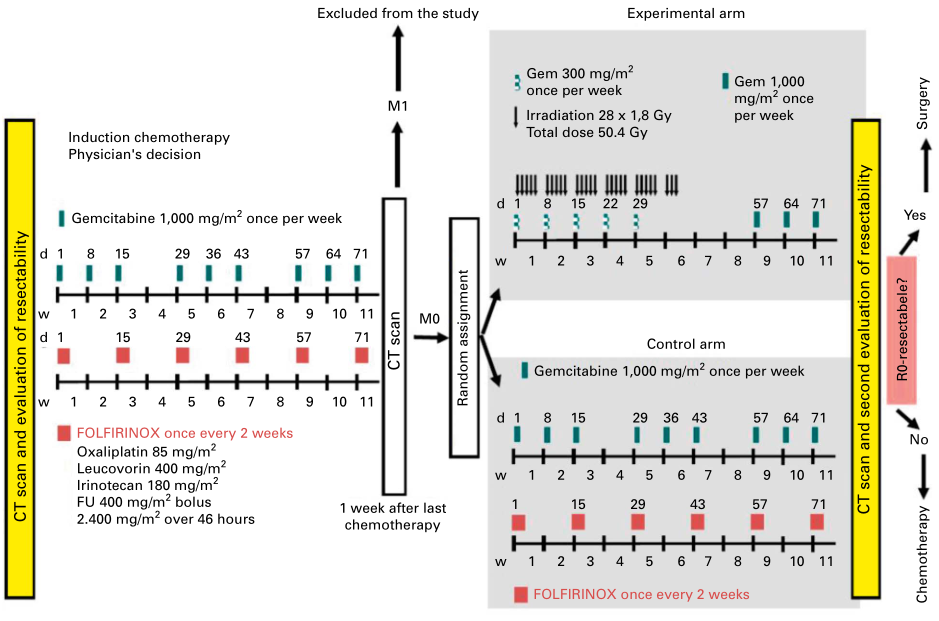 Excluded from the study
M1
CT scan and evaluation of resectability
Induction chemotherapy
Physician's decision
Gemcitabine 1,000 mg/m² once per week
d 1 8 15 29 36 43 57 64 71
w 1 2 3 4 5 6 7 8 9 10 11
d 1 15 29 43 57 71
w 1 2 3 4 5 6 7 8 9 10 11
FOLFIRINOX once every 2 weeks
Oxaliplatin 85 mg/m²
Leucovorin 400 mg/m²
Irinotecan 180 mg/m²
FU 400 mg/m² bolus
2.400 mg/m² over 46 hours
CT scan
1 week after last
chemotherapy
M0
Random assignment
Experimental arm
Gem 300 mg/m²
once per week
Irradiation 28 x 1,8 Gy
Total dose 50.4 Gy
Gem 1,000
mg/m² once
per week
d 1 8 15 22 29 57 64 71
w 1 2 3 4 5 6 7 8 9 10 11
Control arm
Gemcitabine 1,000 mg/m² once per week
d 1 8 15 29 36 43 57 64 71
w 1 2 3 4 5 6 7 8 9 10 11
1 15 29 43 57 71
w 1 2 3 4 5 6 7 8 9 10 11
FOLFIRINOX once every 2 weeks
CT scan and second evaluation of resectability
R0-resectabele?
Yes
Surgery
No
Chemotherapy